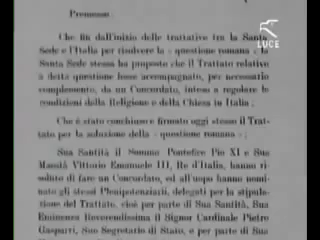 Premesso:
LUCE
Che fin dall'inizio delle trattative tra la Santa
Sede e l'Italia per risolvere la « questione romana », la
Santa Sede stessa ha proposto che il Trattato relativo
a detta questione fosse accompagnato, per necessario
complemento, da un Concordato, inteso a regolare le
condizioni della Religione e della Chiesa in Italia;
Che è stato conchiuso e firmato oggi stesso il Trat-
tato per la soluzione della « questione romana »;
Sua Santità il Sommo Pontefice Pio XI e Sua
Maestà Vittorio Emanuele III, Re d'Italia, hanno ri-
soluto di fare un Concordato, ed all'uopo hanno nomi-
nato gli stessi Plenipotenziarii, delegati per la stipula-
zione del Trattato, cioè per parte di Sua Santità, Sua
Eminenza Reverendissima il Signor Cardinale Pietro
Gasparri, Suo Segretario di Stato, e per parte di Sua